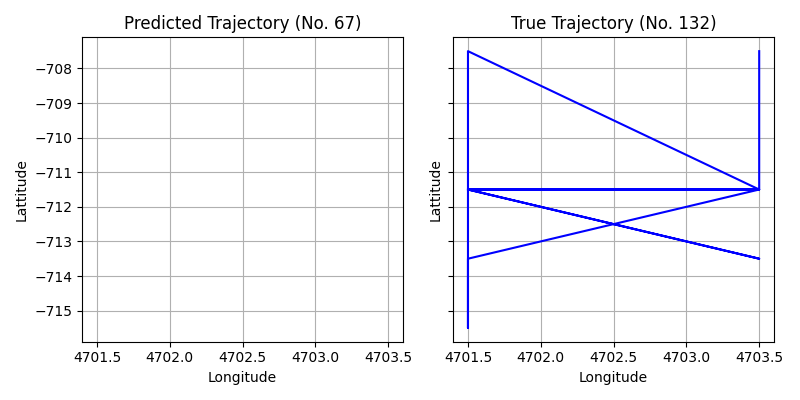 Predicted Trajectory (No. 67)
True Trajectory (No. 132)
−708
−709
−710
−711
−712
−713
−714
−715
Lattitude
Lattitude
4701.5 4702.0 4702.5 4703.0 4703.5
4701.5 4702.0 4702.5 4703.0 4703.5
Longitude
Longitude